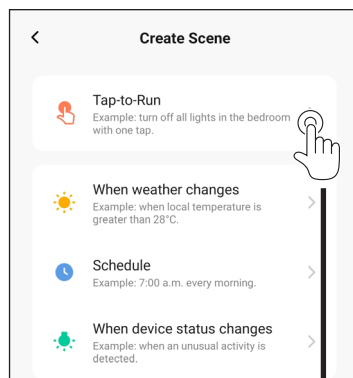 Create Scene
Tap-to-Run
Example: turn off all lights in the bedroom
with one tap.
When weather changes
Example: when local temperature is
greater than 28°C.
Schedule
Example: 7:00 a.m. every morning.
When device status changes
Example: when an unusual activity is
detected.